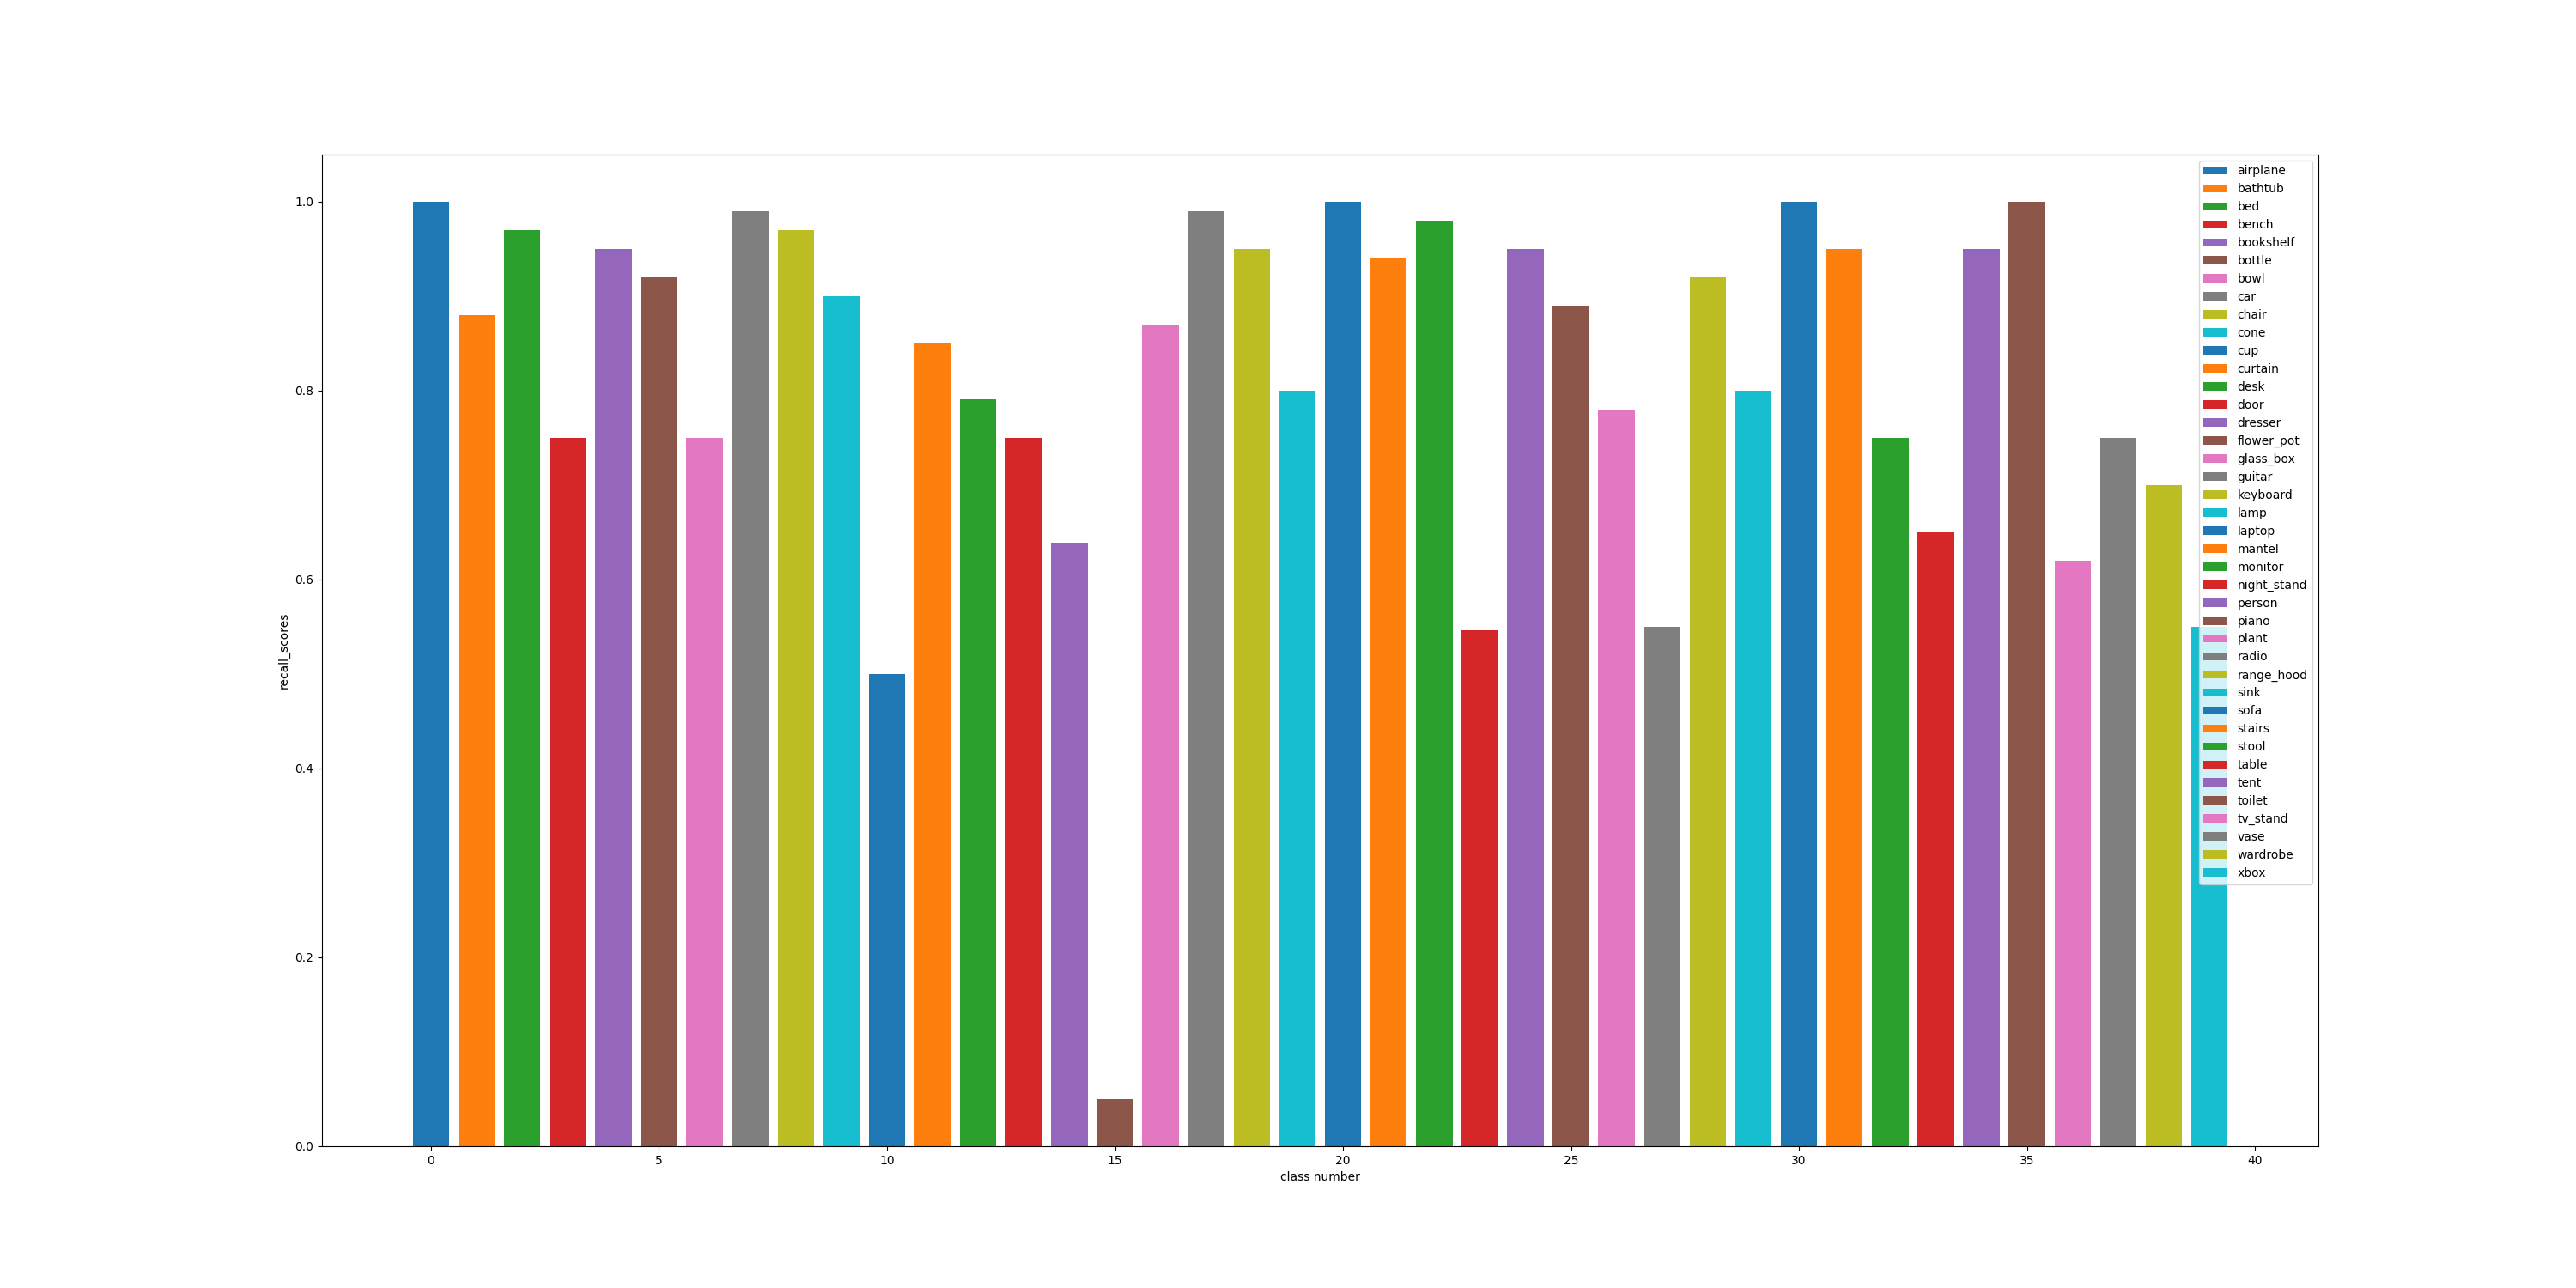 recall_scores
1.0
0.8
0.6
0.4
0.2
0.0
0 5 10 15 20 25 30 35 40
class number
airplane
bathtub
bed
bench
bookshelf
bottle
bowl
car
chair
cone
cup
curtain
desk
door
dresser
flower_pot
glass_box
guitar
keyboard
lamp
laptop
mantel
monitor
night_stand
person
piano
plant
radio
range_hood
sink
sofa
stairs
stool
table
tent
toilet
tv_stand
vase
wardrobe
xbox